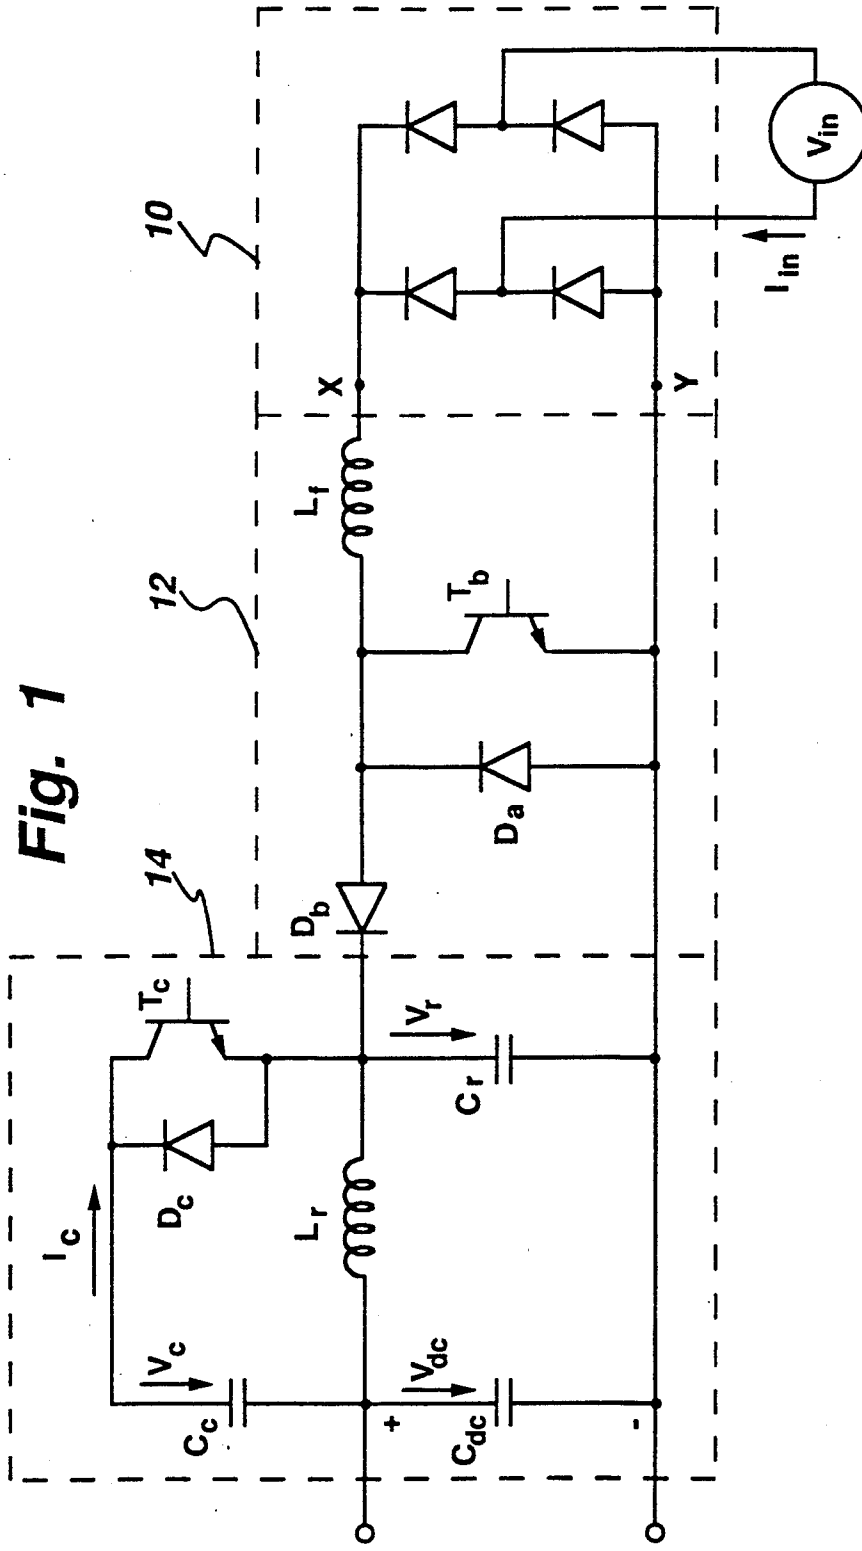 Fig. 1
14
12
10
I_c
T_c
D_c
V_c
C_c
L_r
D_b
L_f
X
V_r
C_r
+
V_dc
C_dc
-
D_a
T_b
Y
I_in
V_in